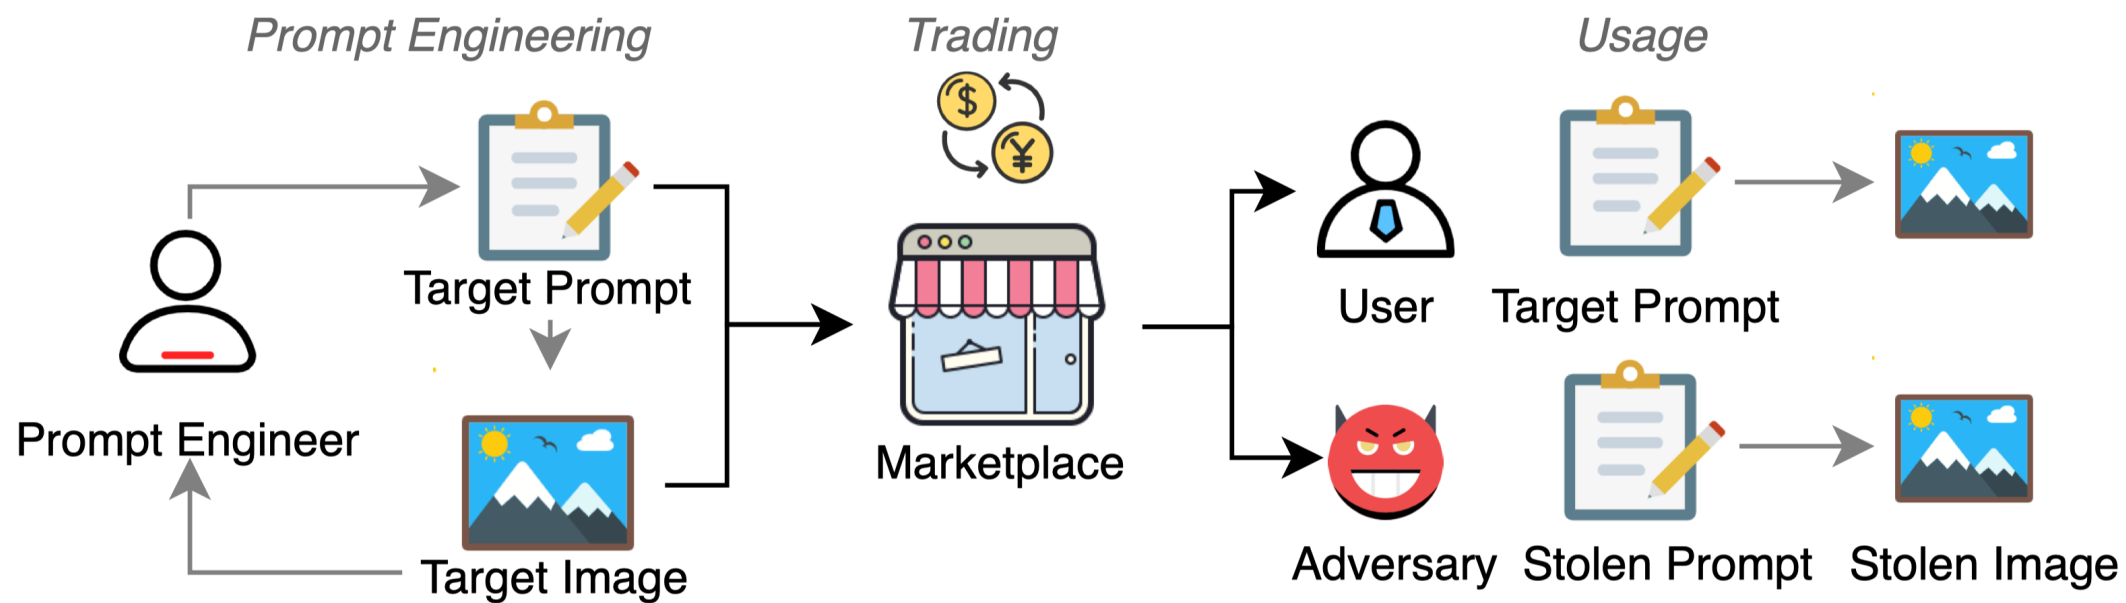 Prompt Engineering
Trading
Usage
$
¥
Target Prompt
User
Target Prompt
Prompt Engineer
Marketplace
Target Image
Adversary
Stolen Prompt
Stolen Image